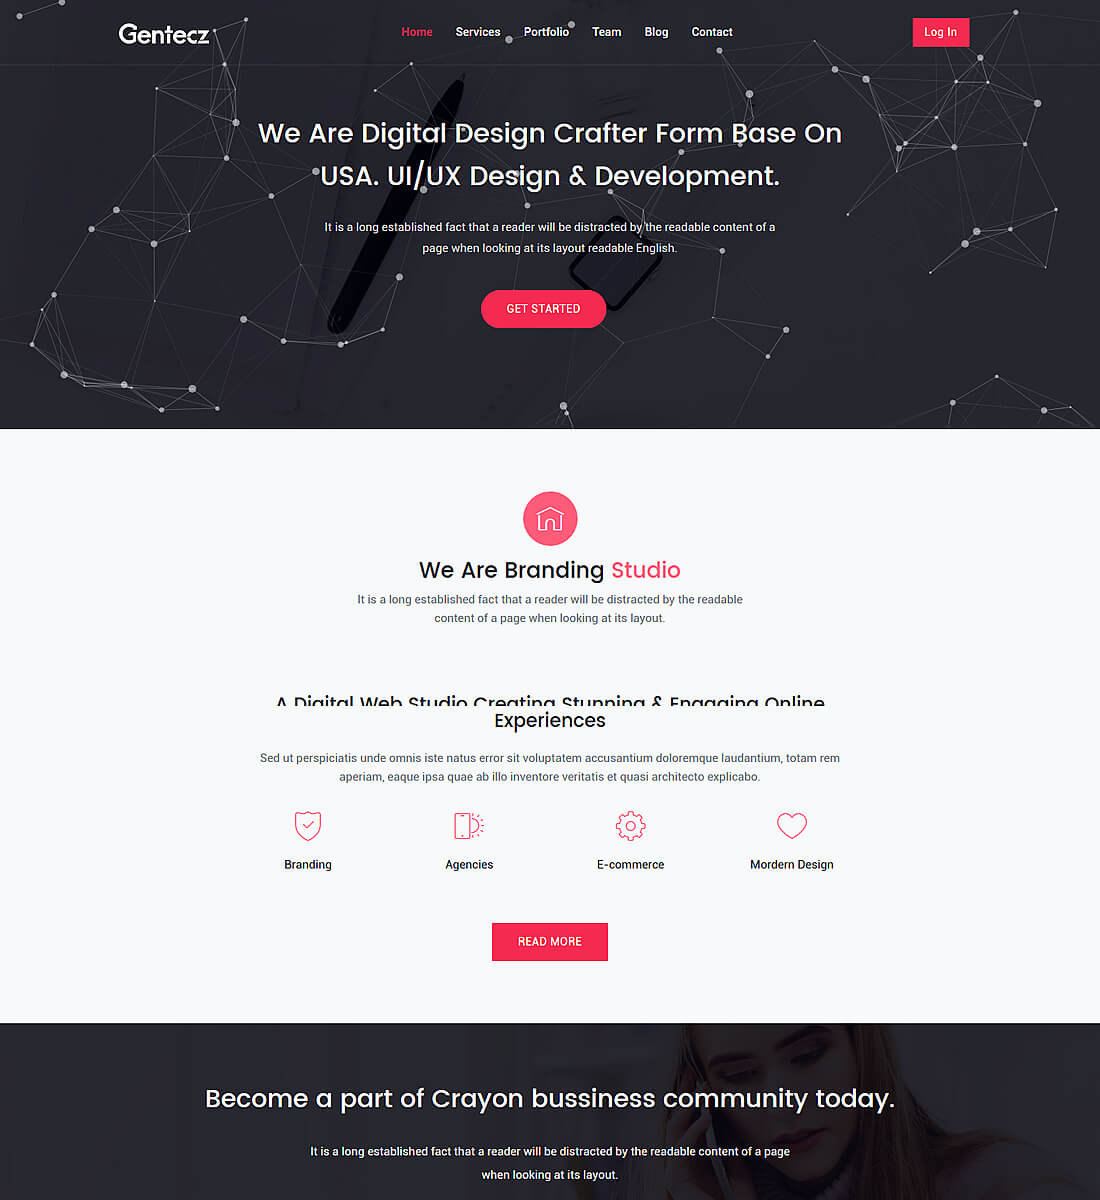 Gentecz
Home Services Portfolio Team Blog Contact
Log In
We Are Digital Design Crafter Form Base On
USA. UI/UX Design & Development.
It is a long established fact that a reader will be distracted by the readable content of a
page when looking at its layout readable English.
GET STARTED
We Are Branding Studio
It is a long established fact that a reader will be distracted by the readable
content of a page when looking at its layout.
A Digital Web Studio Creating Stunning & Engaging Online
Experiences
Sed ut perspiciatis unde omnis iste natus error sit voluptatem accusantium doloremque laudantium, totam rem
aperiam, eaque ipsa quae ab illo inventore veritatis et quasi architecto explicabo.
Branding Agencies E-commerce Mordern Design
READ MORE
Become a part of Crayon bussiness community today.
It is a long established fact that a reader will be distracted by the readable content of a page
when looking at its layout.